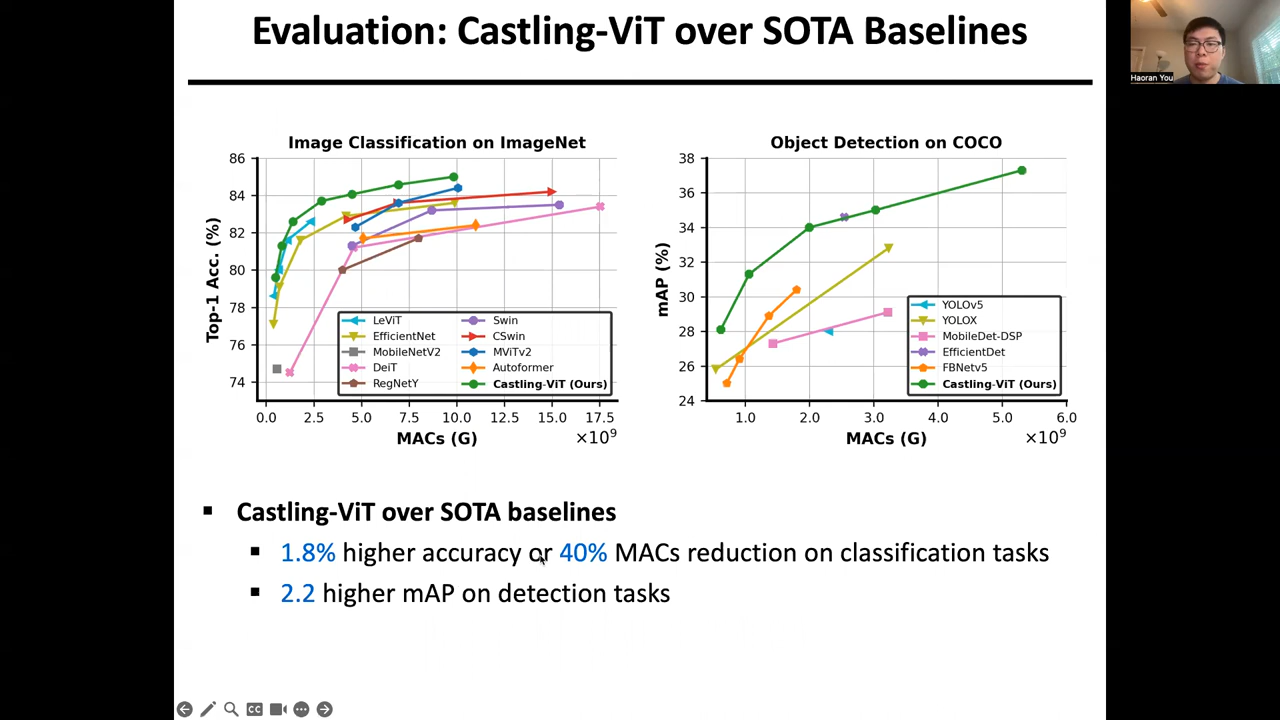 Evaluation: Castling-ViT over SOTA Baselines
Haoran You
Image Classification on ImageNet
86
84
82
80
78
76
74
Top-1 Acc. (%)
LeViT
EfficientNet
MobileNetV2
DeiT
RegNetY
Swin
CSwin
MViTv2
Autoformer
Castling-ViT (Ours)
0.0 2.5 5.0 7.5 10.0 12.5 15.0 17.5
MACs (G)
×10⁹
Object Detection on COCO
38
36
34
32
30
28
26
24
mAP (%)
YOLOv5
YOLOX
MobileDet-DSP
EfficientDet
FBNetv5
Castling-ViT (Ours)
1.0 2.0 3.0 4.0 5.0 6.0
MACs (G)
×10⁹
▪ Castling-ViT over SOTA baselines
▪ 1.8% higher accuracy or 40% MACs reduction on classification tasks
▪ 2.2 higher mAP on detection tasks
CC